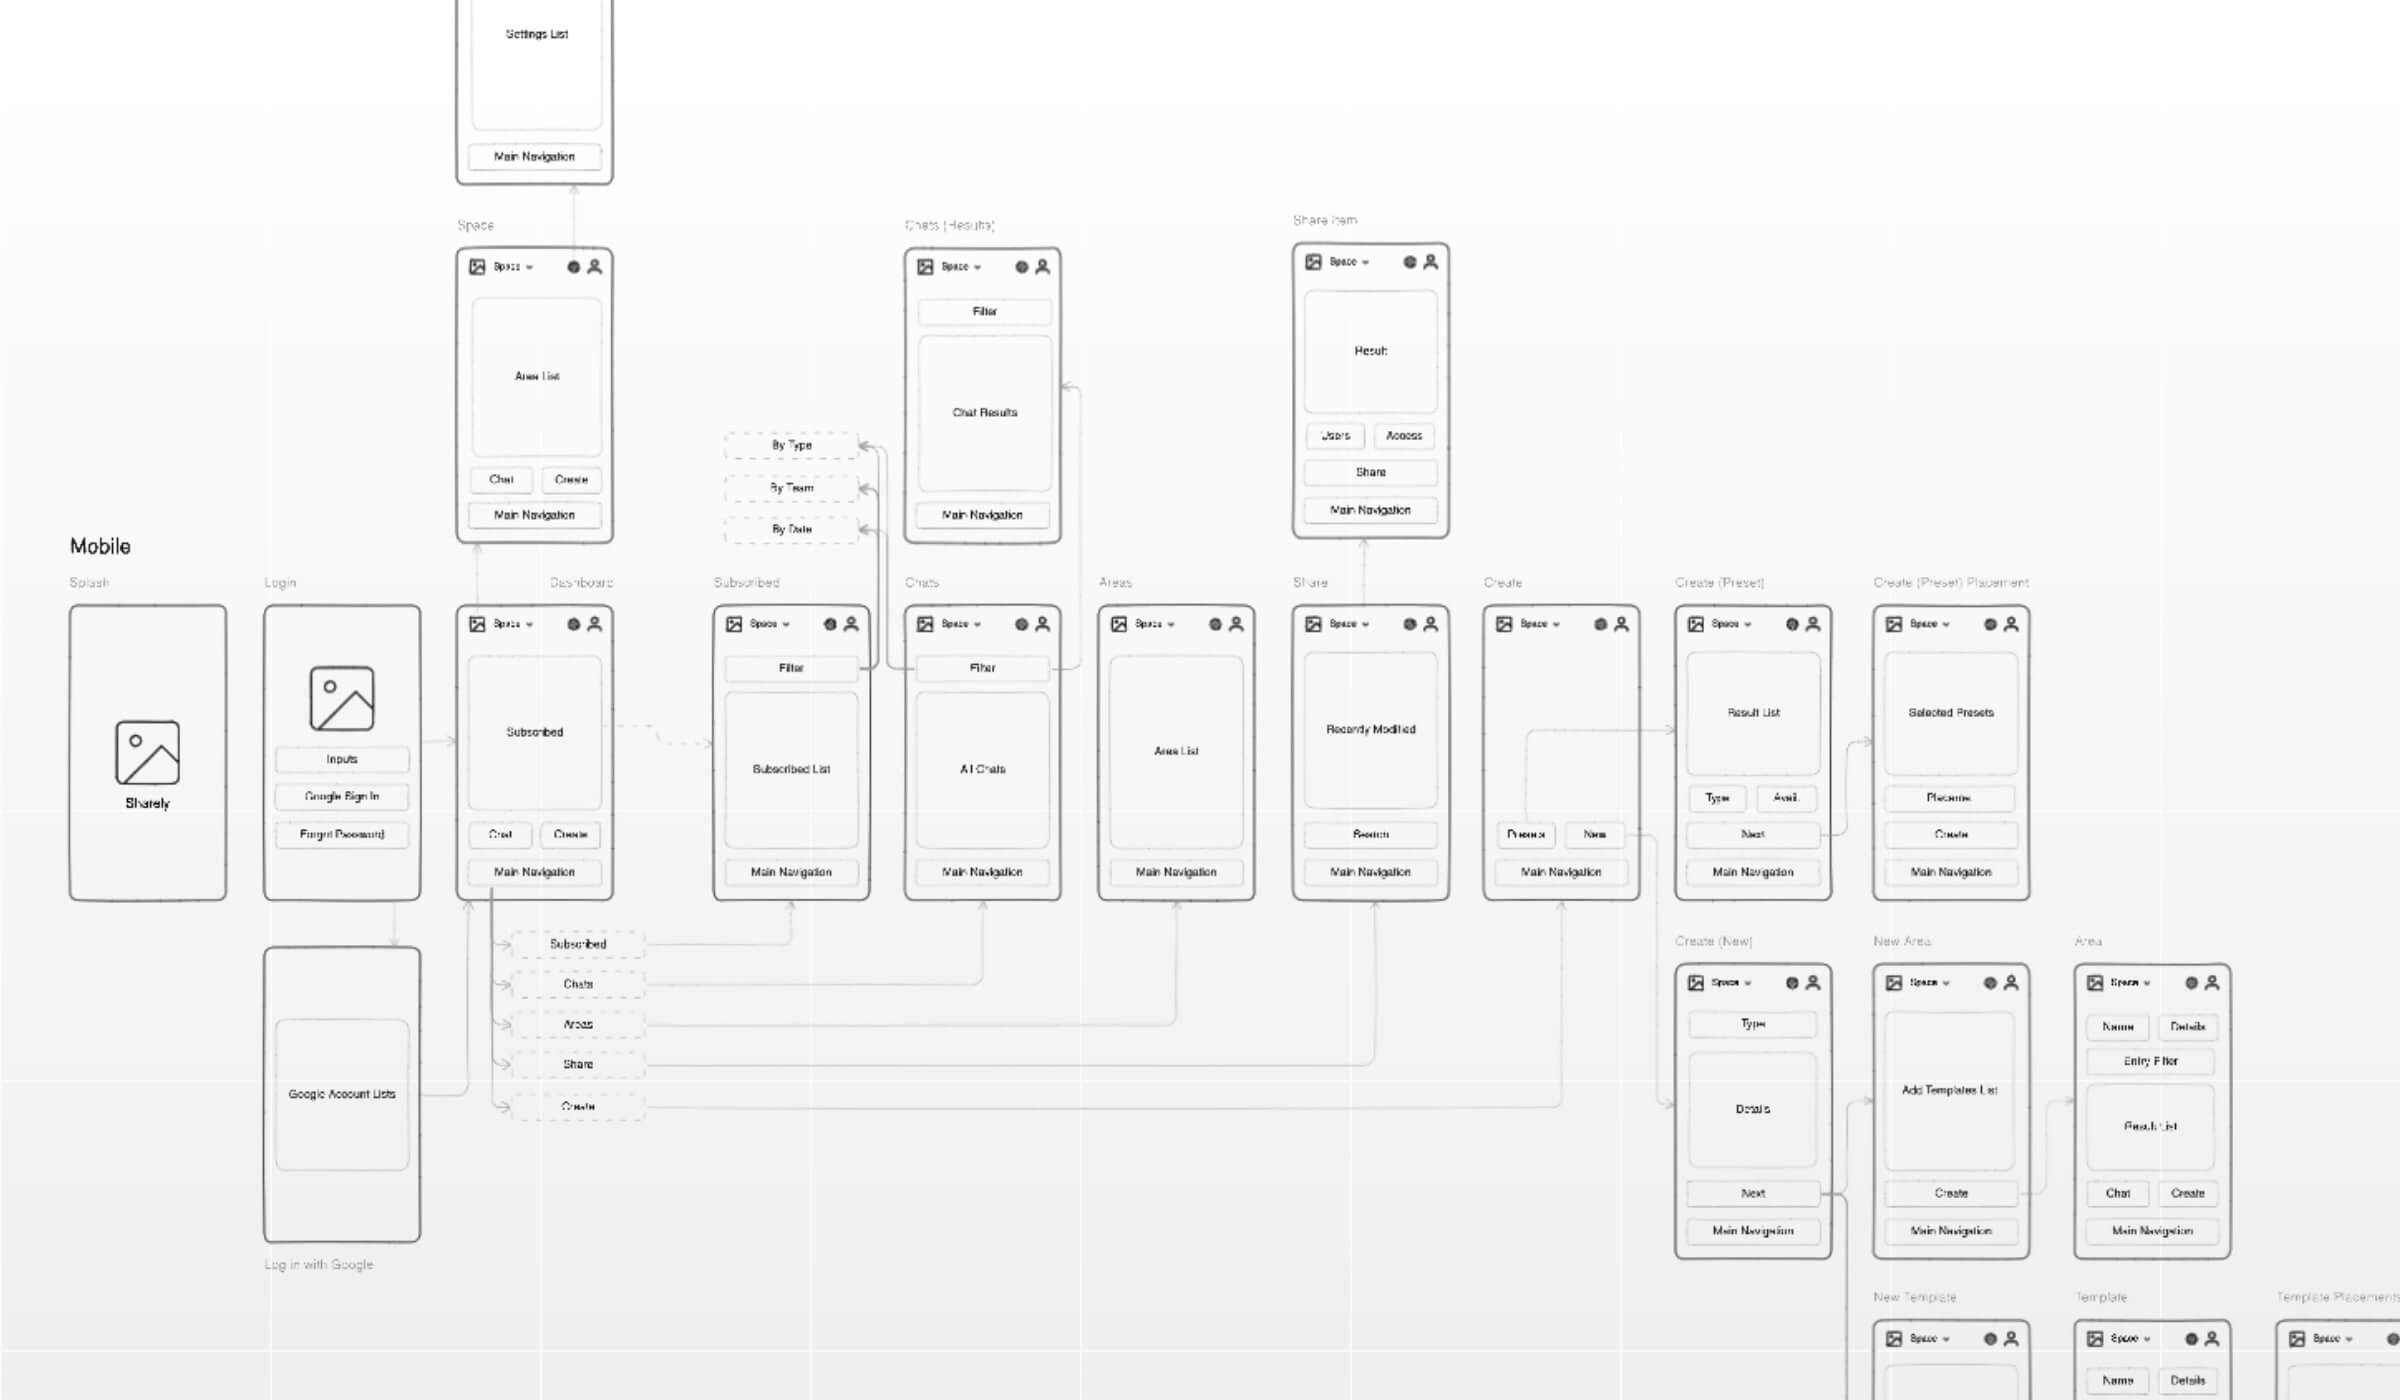 Settings List
Main Navigation
Space
Space
Area List
Chat Create
Main Navigation
Chats (Results)
Space
Filter
Chat Results
Main Navigation
Share Item
Space
Result
Users Access
Share
Main Navigation
By Type
By Team
By Date
Mobile
Splash
Sharely
Login
Inputs
Google Sign In
Forgot Password
Dashboard
Space
Subscribed
Chat Create
Main Navigation
Subscribed
Space
Filter
Subscribed List
Main Navigation
Chats
Space
Filter
All Chats
Main Navigation
Areas
Space
Area List
Main Navigation
Share
Space
Recently Modified
Search
Main Navigation
Create
Space
Presets New
Main Navigation
Create (Preset)
Space
Result List
Type Avail.
Next
Main Navigation
Create (Preset) Placement
Space
Selected Presets
Create
Main Navigation
Subscribed
Chats
Areas
Share
Create
Google Account Lists
Log in with Google
Create (New)
Space
Type
Details
Next
Main Navigation
New Area
Space
Add Templates List
Create
Main Navigation
Area
Space
Name Details
Entry Filter
Result List
Chat Create
Main Navigation
New Template
Space
Template
Space
Name Details
Template Placements
Space